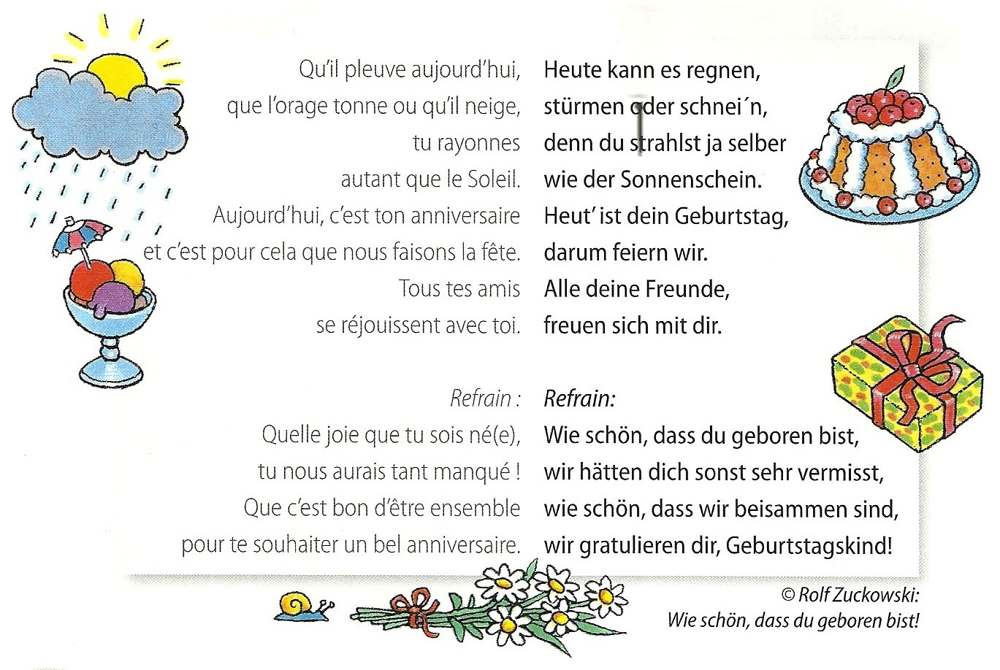 Qu'il pleuve aujourd'hui,
que l'orage tonne ou qu'il neige,
tu rayonnes
autant que le Soleil.
Aujourd'hui, c'est ton anniversaire
et c'est pour cela que nous faisons la fête.
Tous tes amis
se réjouissent avec toi.
Refrain :
Quelle joie que tu sois né(e),
tu nous aurais tant manqué !
Que c'est bon d'être ensemble
pour te souhaiter un bel anniversaire.
Heute kann es regnen,
stürmen oder schnei´n,
denn du strahlst ja selber
wie der Sonnenschein.
Heut' ist dein Geburtstag,
darum feiern wir.
Alle deine Freunde,
freuen sich mit dir.
Refrain:
Wie schön, dass du geboren bist,
wir hätten dich sonst sehr vermisst,
wie schön, dass wir beisammen sind,
wir gratulieren dir, Geburtstagskind!
© Rolf Zuckowski:
Wie schön, dass du geboren bist!